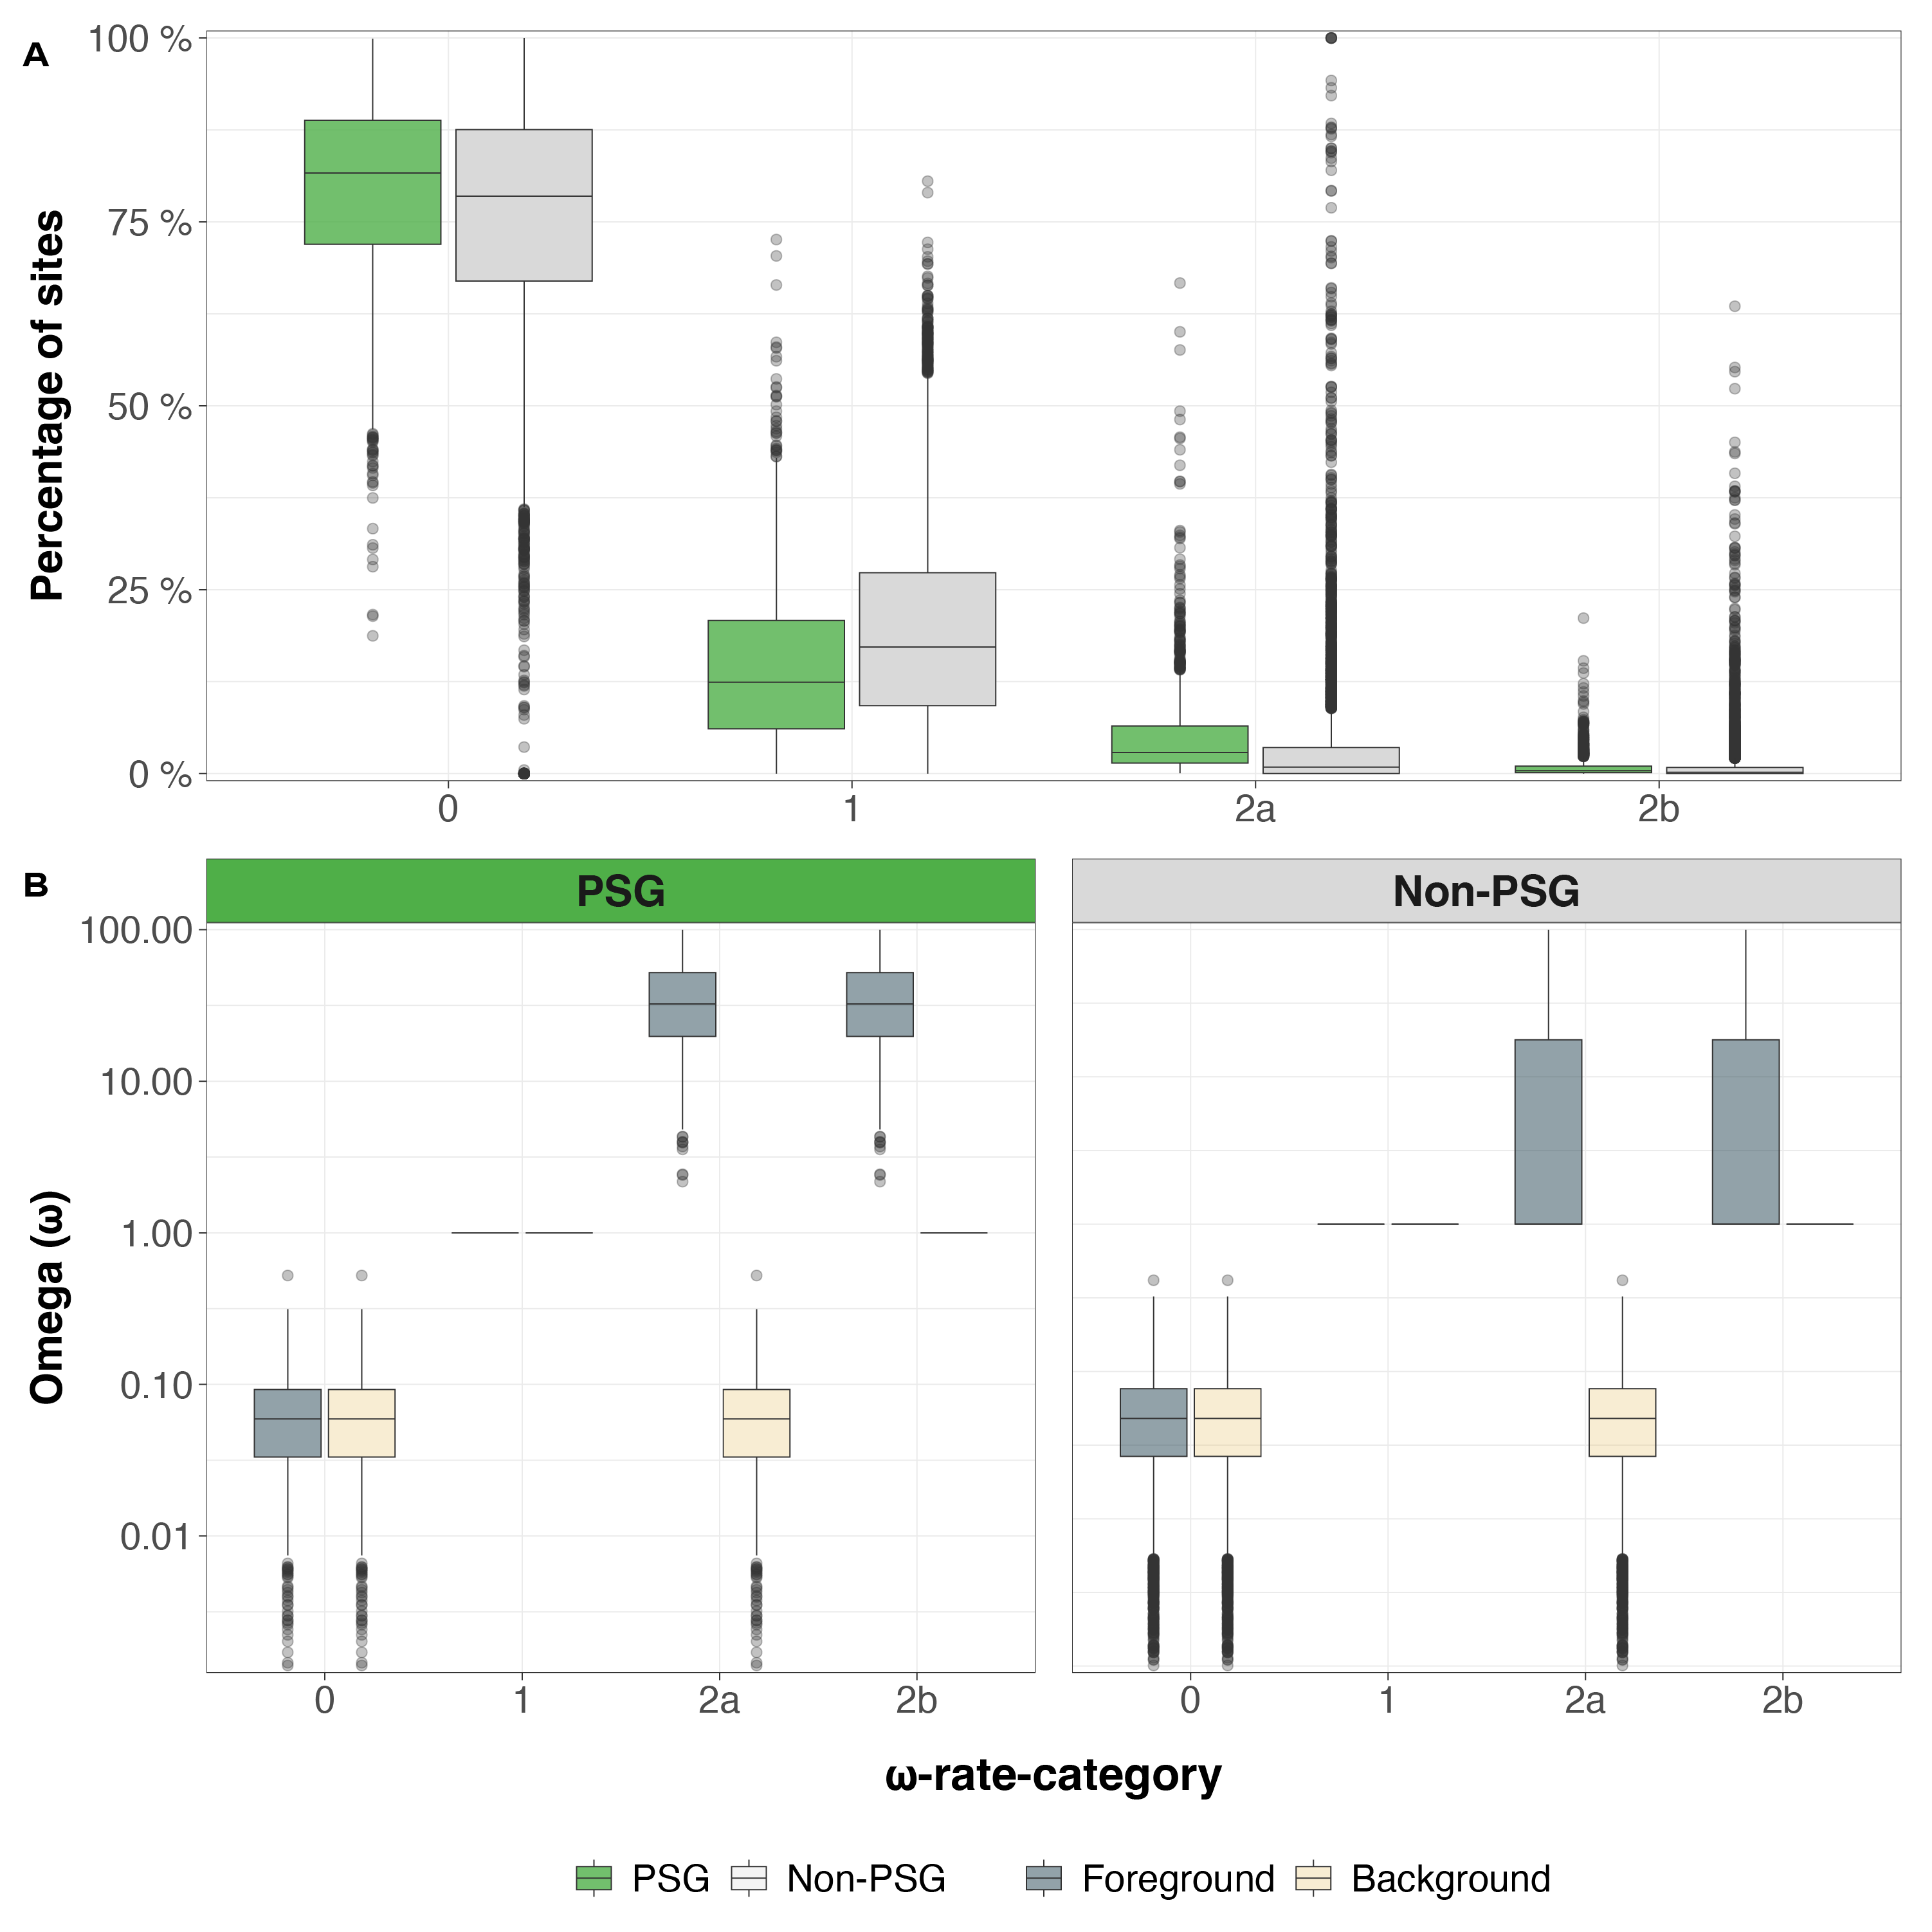 A
Percentage of sites
100 %
75 %
50 %
25 %
0 %
0 1 2a 2b
B
PSG Non-PSG
Omega (ω)
100.00
10.00
1.00
0.10
0.01
0 1 2a 2b 0 1 2a 2b
ω-rate-category
PSG Non-PSG Foreground Background